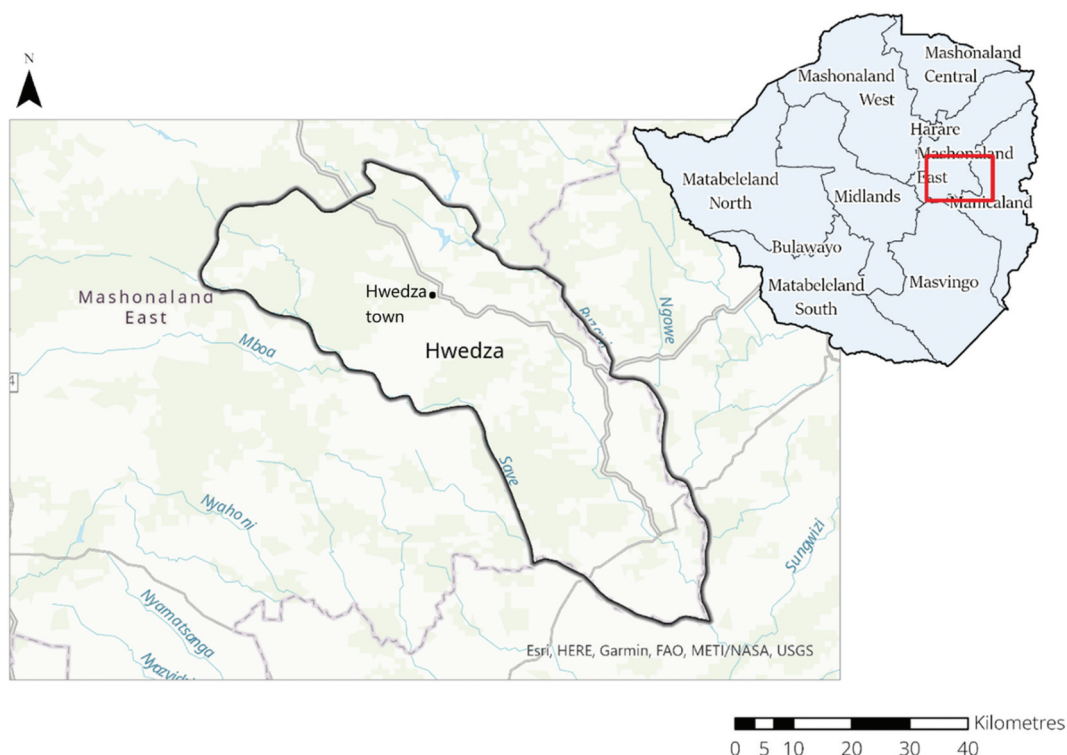 N
Mashonaland
Central
Mashonaland
West
Harare
Mashonaland
East
Manicaland
Matabeleland
North
Midlands
Bulawayo
Matabeleland
South
Masvingo
Mashonaland
East
Hwedza
town
Hwedza
Mboa
Ngowe
Save
Nyahoni
Nyamatsanga
Sungwizi
4
Esri, HERE, Garmin, FAO, METI/NASA, USGS
Kilometres
0 5 10 20 30 40